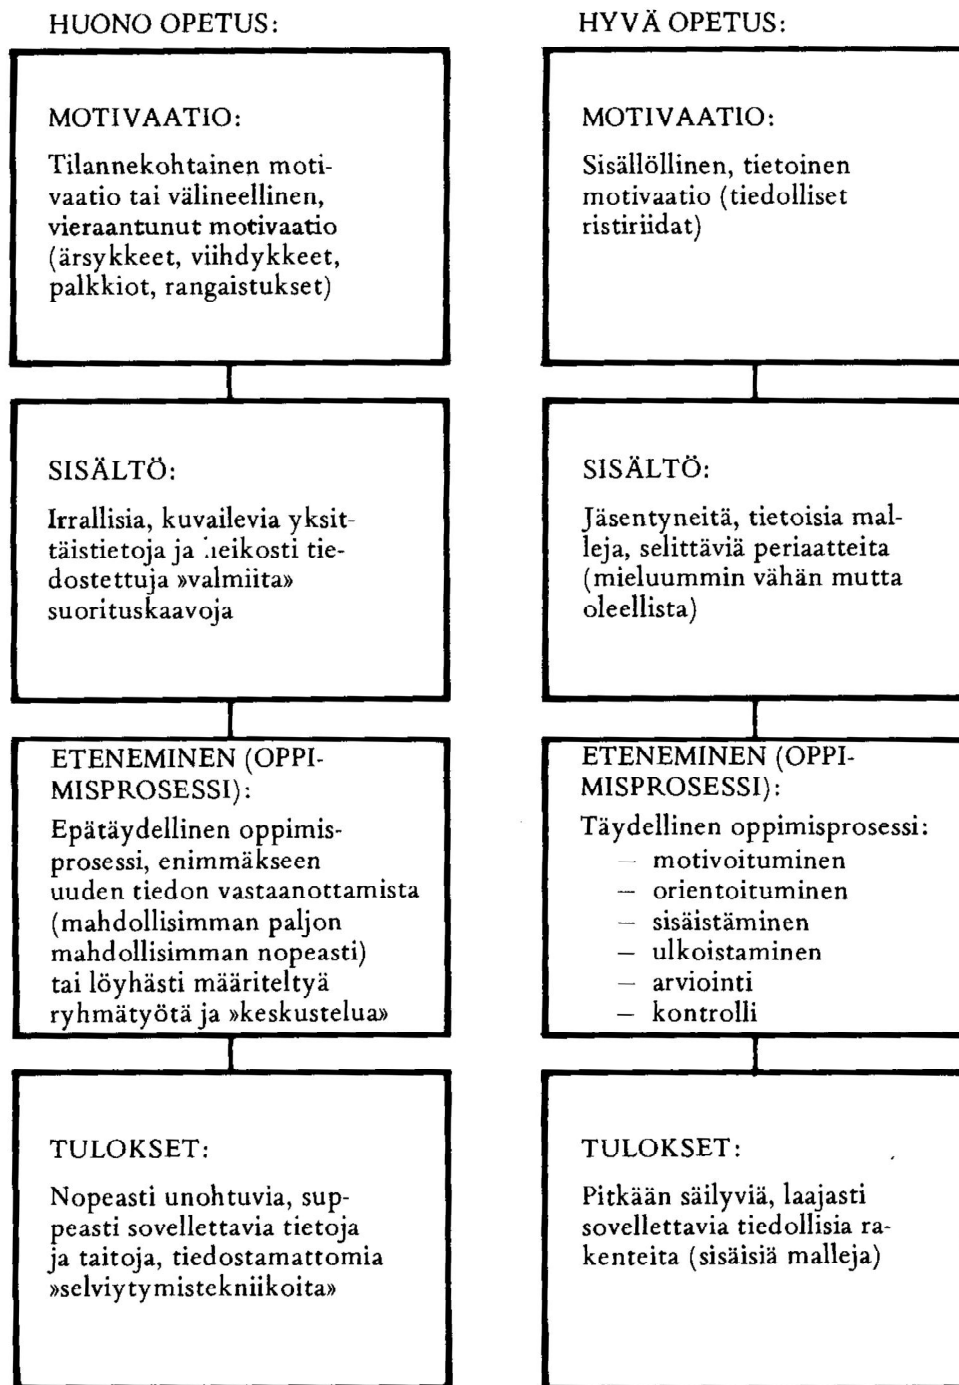 HUONO OPETUS:
MOTIVAATIO:
Tilannekohtainen moti-
vaatio tai välineellinen,
vieraantunut motivaatio
(ärsykkeet, viihdykkeet,
palkkiot, rangaistukset)
SISÄLTÖ:
Irrallisia, kuvailevia yksit-
täistietoja ja heikosti tie-
dostettuja »valmiita»
suorituskaavoja
ETENEMINEN (OPPI-
MISPROSESSI):
Epätäydellinen oppimis-
prosessi, enimmäkseen
uuden tiedon vastaanottamista
(mahdollisimman paljon
mahdollisimman nopeasti)
tai löyhästi määriteltyä
ryhmätyötä ja »keskustelua»
TULOKSET:
Nopeasti unohtuvia, sup-
peasti sovellettavia tietoja
ja taitoja, tiedostamattomia
»selviytymistekniikoita»
HYVÄ OPETUS:
MOTIVAATIO:
Sisällöllinen, tietoinen
motivaatio (tiedolliset
ristiriidat)
SISÄLTÖ:
Jäsentyneitä, tietoisia mal-
leja, selittäviä periaatteita
(mieluummin vähän mutta
oleellista)
ETENEMINEN (OPPI-
MISPROSESSI):
Täydellinen oppimisprosessi:
— motivoituminen
— orientoituminen
— sisäistäminen
— ulkoistaminen
— arviointi
— kontrolli
TULOKSET:
Pitkään säilyviä, laajasti
sovellettavia tiedollisia ra-
kenteita (sisäisiä malleja)